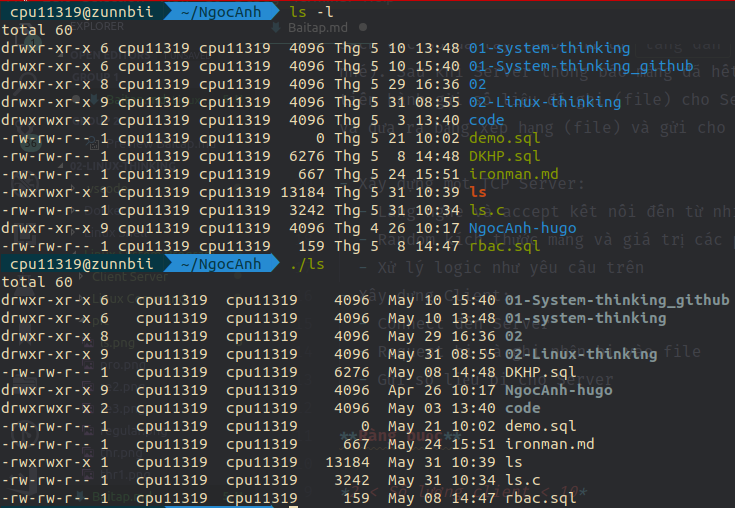 cpu11319@zunnbii ~/NgocAnh ls -l
total 60
drwxr-xr-x 6 cpu11319 cpu11319 4096 Thg 5 10 13:48 01-System-thinking
drwxr-xr-x 6 cpu11319 cpu11319 4096 Thg 5 10 15:40 01-System-thinking_github
drwxr-xr-x 8 cpu11319 cpu11319 4096 Thg 5 29 16:36 02
drwxr-xr-x 9 cpu11319 cpu11319 4096 Thg 5 31 08:55 02-Linux-thinking
drwxrwxr-x 2 cpu11319 cpu11319 4096 Thg 5 3 13:40 code
-rw-rw-r-- 1 cpu11319 cpu11319 0 Thg 5 21 10:02 demo.sql
-rw-rw-r-- 1 cpu11319 cpu11319 6276 Thg 5 8 14:48 DKHP.sql
-rw-rw-r-- 1 cpu11319 cpu11319 667 Thg 5 24 15:51 ironman.md
-rwxrwxr-x 1 cpu11319 cpu11319 13184 Thg 5 31 10:39 ls
-rw-rw-r-- 1 cpu11319 cpu11319 3242 Thg 5 31 10:34 ls.c
drwxrwxr-x 9 cpu11319 cpu11319 4096 Thg 4 26 10:17 NgocAnh-hugo
-rw-rw-r-- 1 cpu11319 cpu11319 159 Thg 5 8 14:47 rbac.sql
cpu11319@zunnbii ~/NgocAnh ./ls
total 60
drwxr-xr-x 6 cpu11319 cpu11319 4096 May 10 15:40 01-System-thinking_github
drwxr-xr-x 6 cpu11319 cpu11319 4096 May 10 13:48 01-system-thinking
drwxr-xr-x 8 cpu11319 cpu11319 4096 May 29 16:36 02
drwxr-xr-x 9 cpu11319 cpu11319 4096 May 31 08:55 02-Linux-thinking
-rw-rw-r-- 1 cpu11319 cpu11319 6276 May 08 14:48 DKHP.sql
drwxrwxr-x 9 cpu11319 cpu11319 4096 Apr 26 10:17 NgocAnh-hugo
drwxrwxr-x 2 cpu11319 cpu11319 4096 May 03 13:40 code
-rw-rw-r-- 1 cpu11319 cpu11319 0 May 21 10:02 demo.sql
-rw-rw-r-- 1 cpu11319 cpu11319 667 May 24 15:51 ironman.md
-rwxrwxr-x 1 cpu11319 cpu11319 13184 May 31 10:39 ls
-rw-rw-r-- 1 cpu11319 cpu11319 3242 May 31 10:34 ls.c
-rw-rw-r-- 1 cpu11319 cpu11319 159 May 08 14:47 rbac.sql